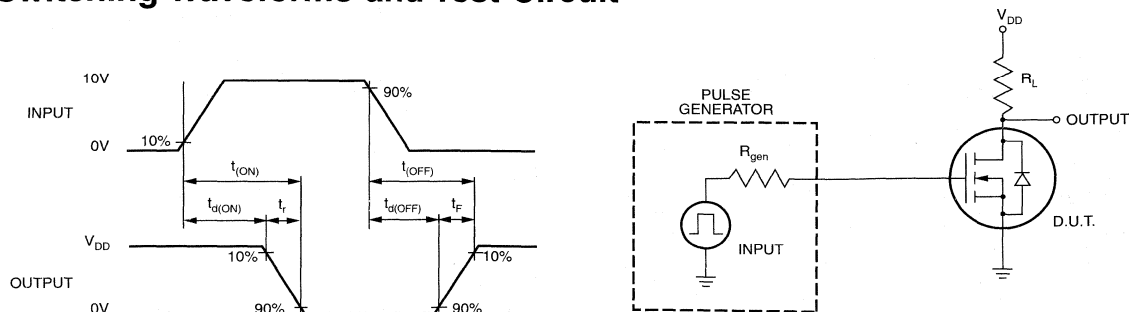 Switching Waveforms and Test Circuit
10V
INPUT
0V
10%
90%
t(ON)
t(OFF)
td(ON)
tr
td(OFF)
tF
VDD
OUTPUT
0V
10%
90%
10%
90%
VDD
RL
OUTPUT
PULSE
GENERATOR
Rgen
INPUT
D.U.T.